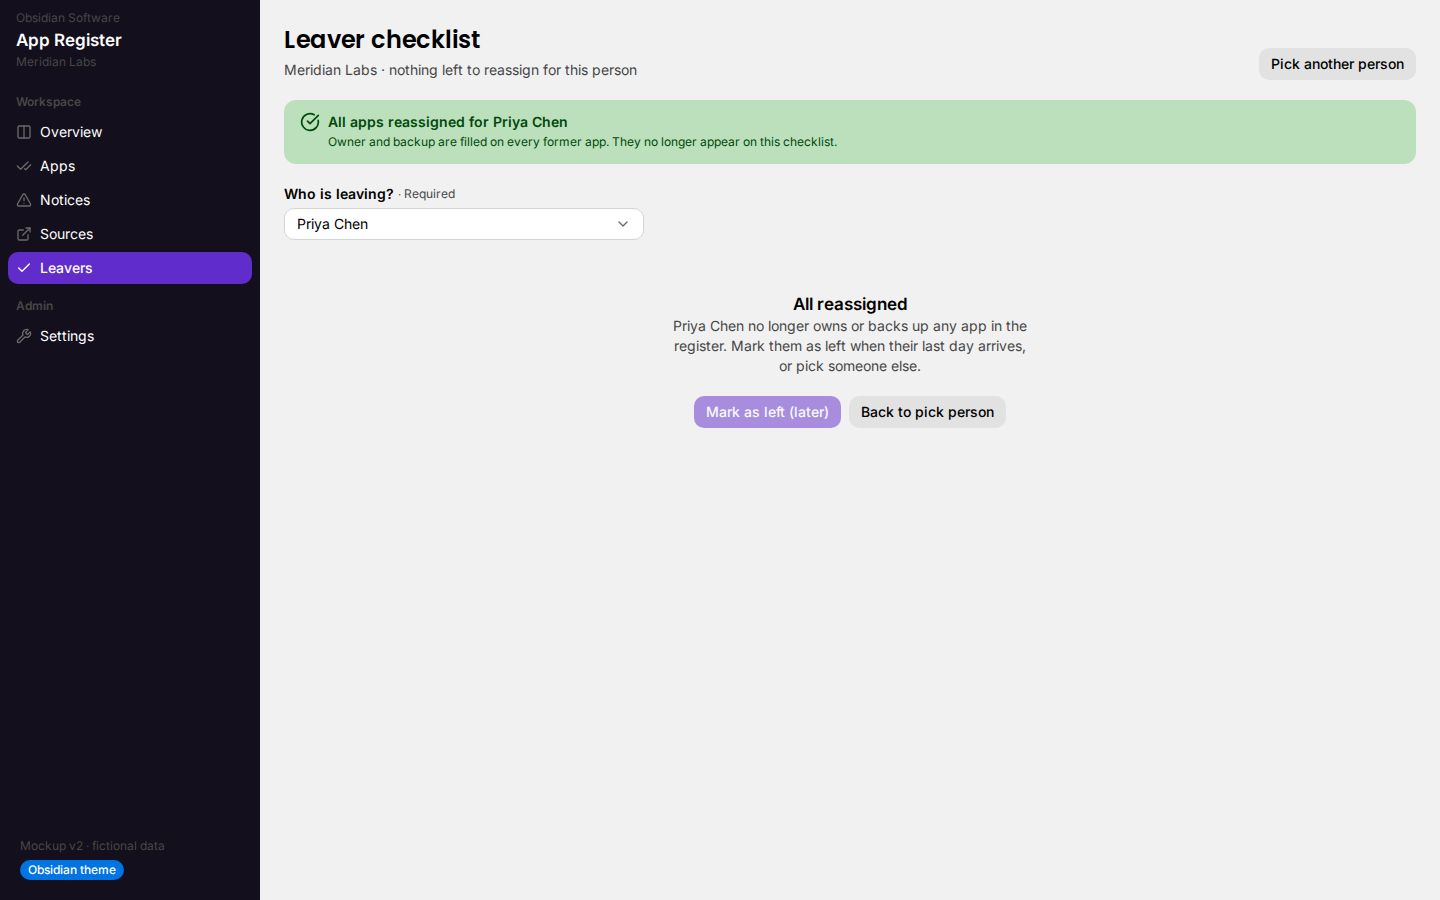 Obsidian Software
App Register
Meridian Labs
Workspace
Overview
Apps
Notices
Sources
Leavers
Admin
Settings
Mockup v2 · fictional data
Obsidian theme
Leaver checklist
Meridian Labs · nothing left to reassign for this person
Pick another person
All apps reassigned for Priya Chen
Owner and backup are filled on every former app. They no longer appear on this checklist.
Who is leaving? · Required
Priya Chen
All reassigned
Priya Chen no longer owns or backs up any app in the
register. Mark them as left when their last day arrives,
or pick someone else.
Mark as left (later)
Back to pick person